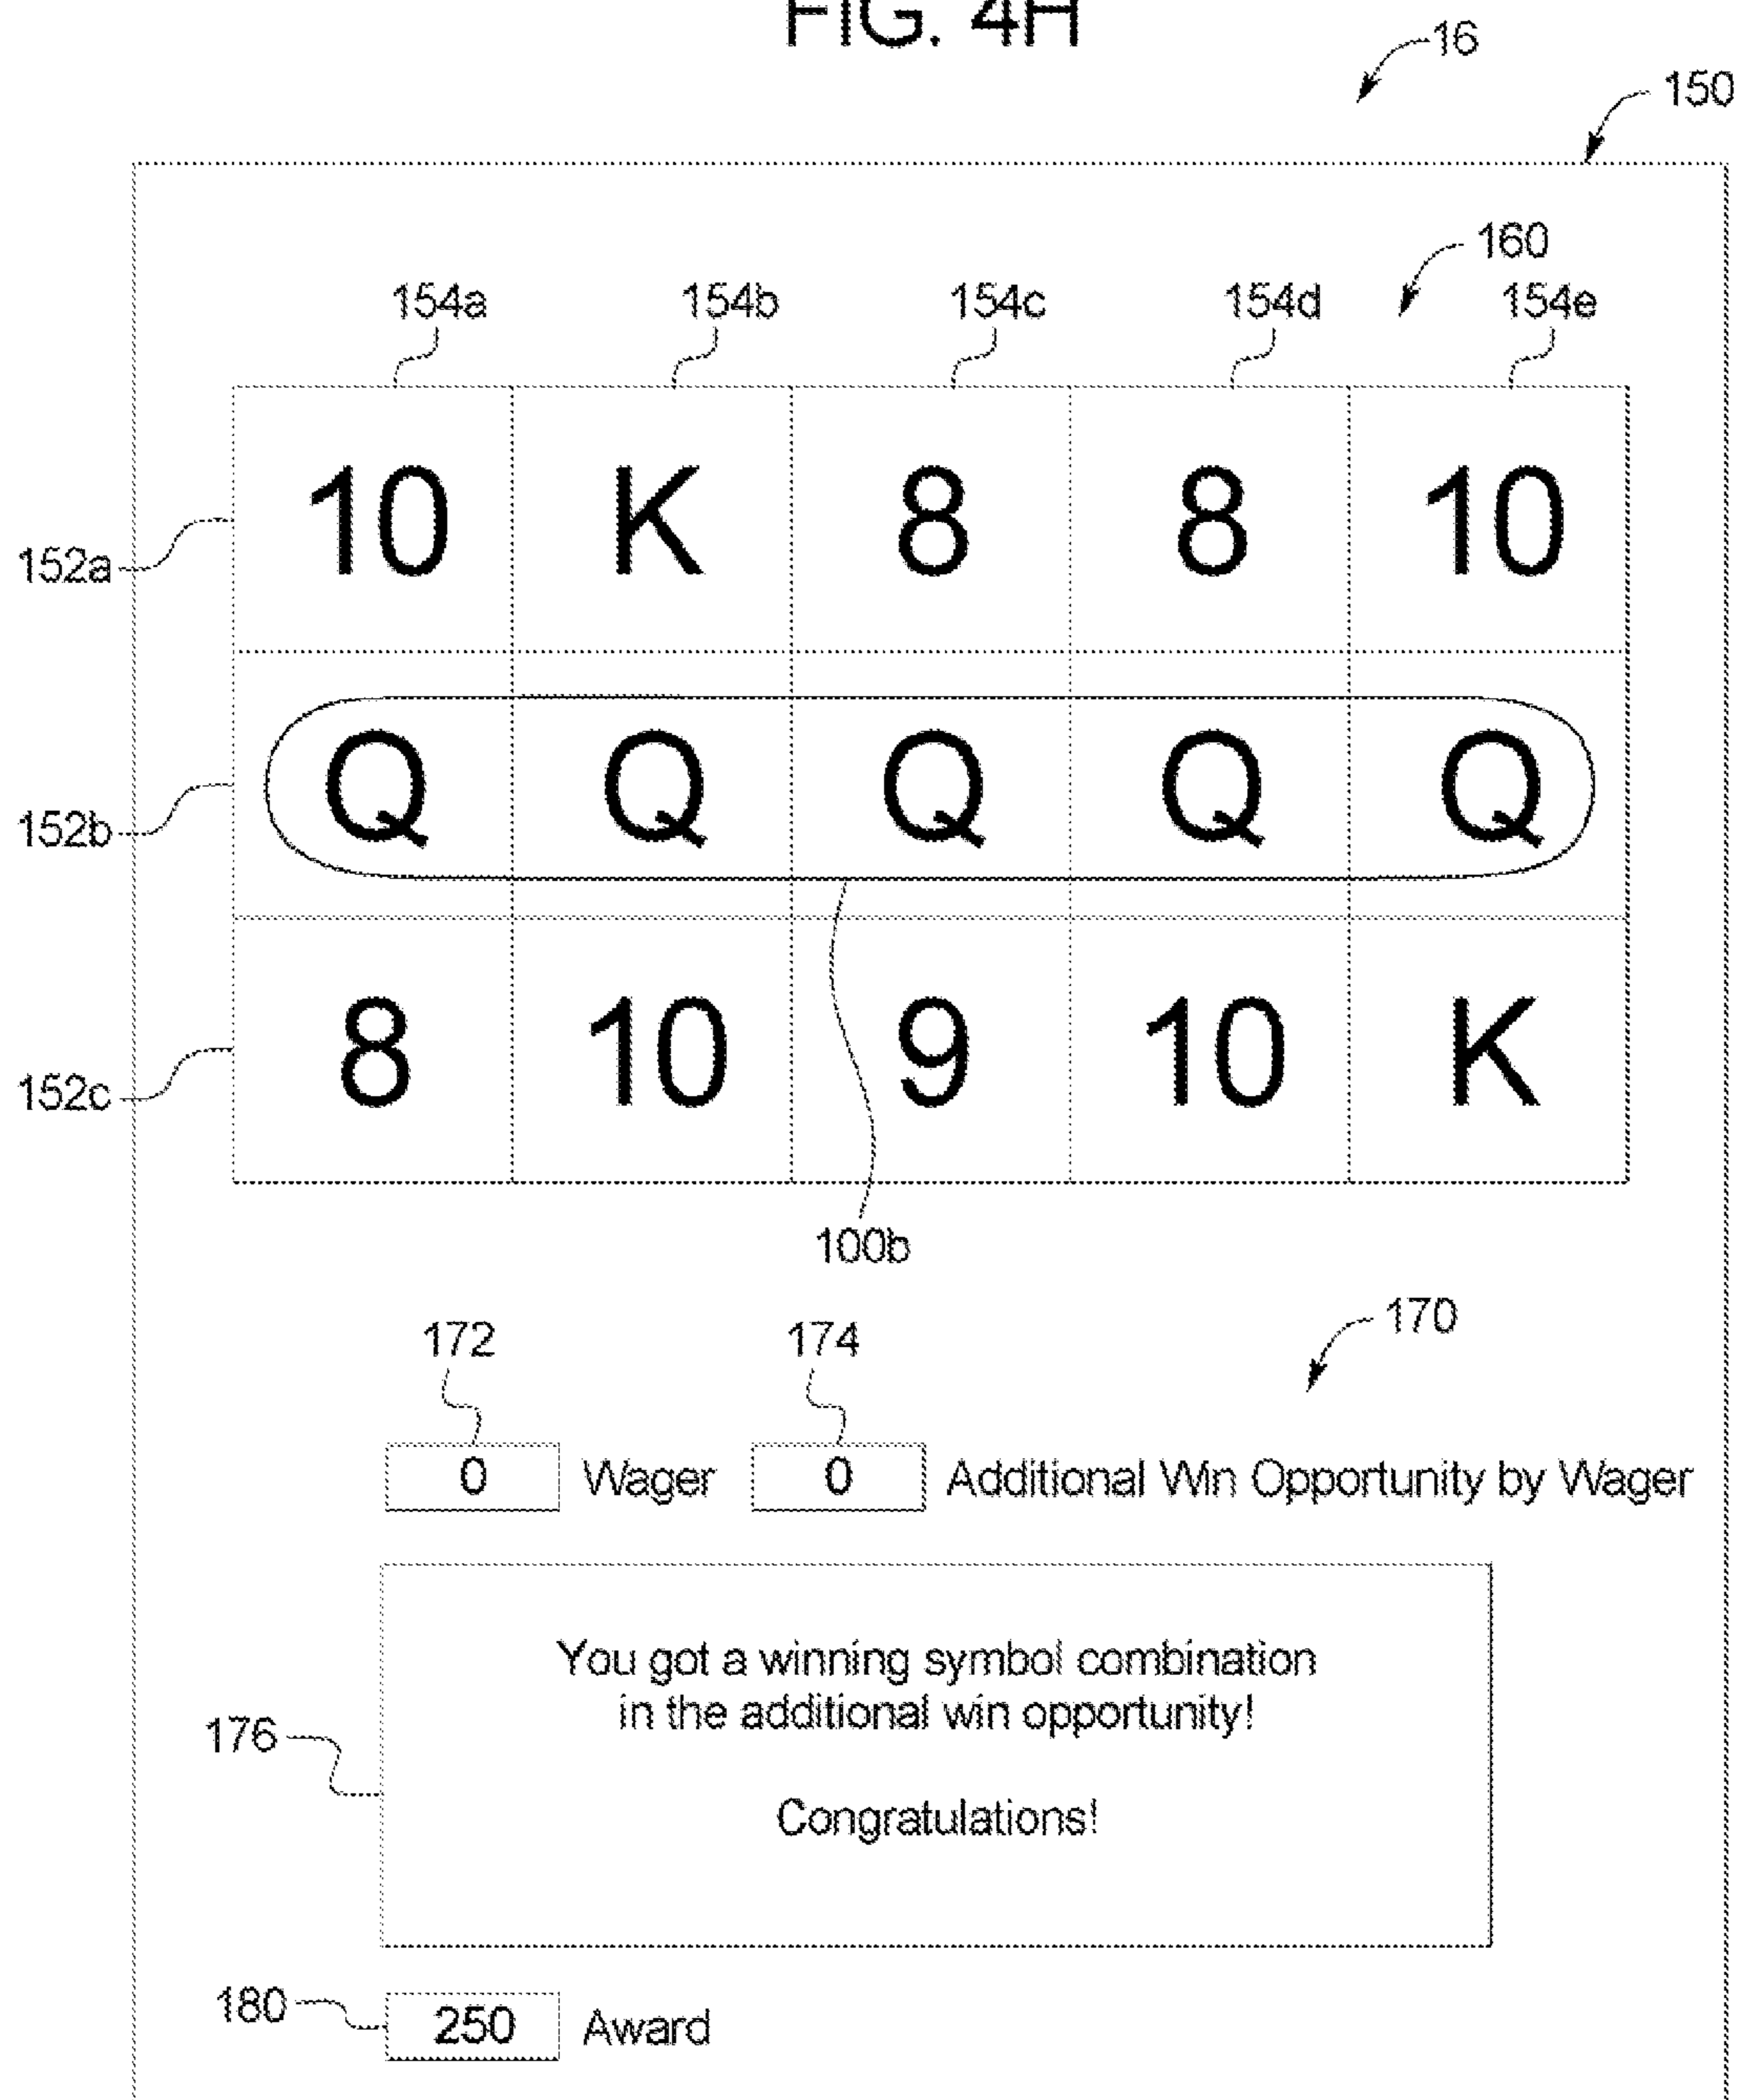 FIG. 4H
16
150
160
154a 154b 154c 154d 154e
10 K 8 8 10
152a
Q Q Q Q Q
152b
8 10 9 10 K
152c
100b
170
172 174
0 Wager 0 Additional Win Opportunity by Wager
You got a winning symbol combination
in the additional win opportunity!
176
Congratulations!
180 250 Award